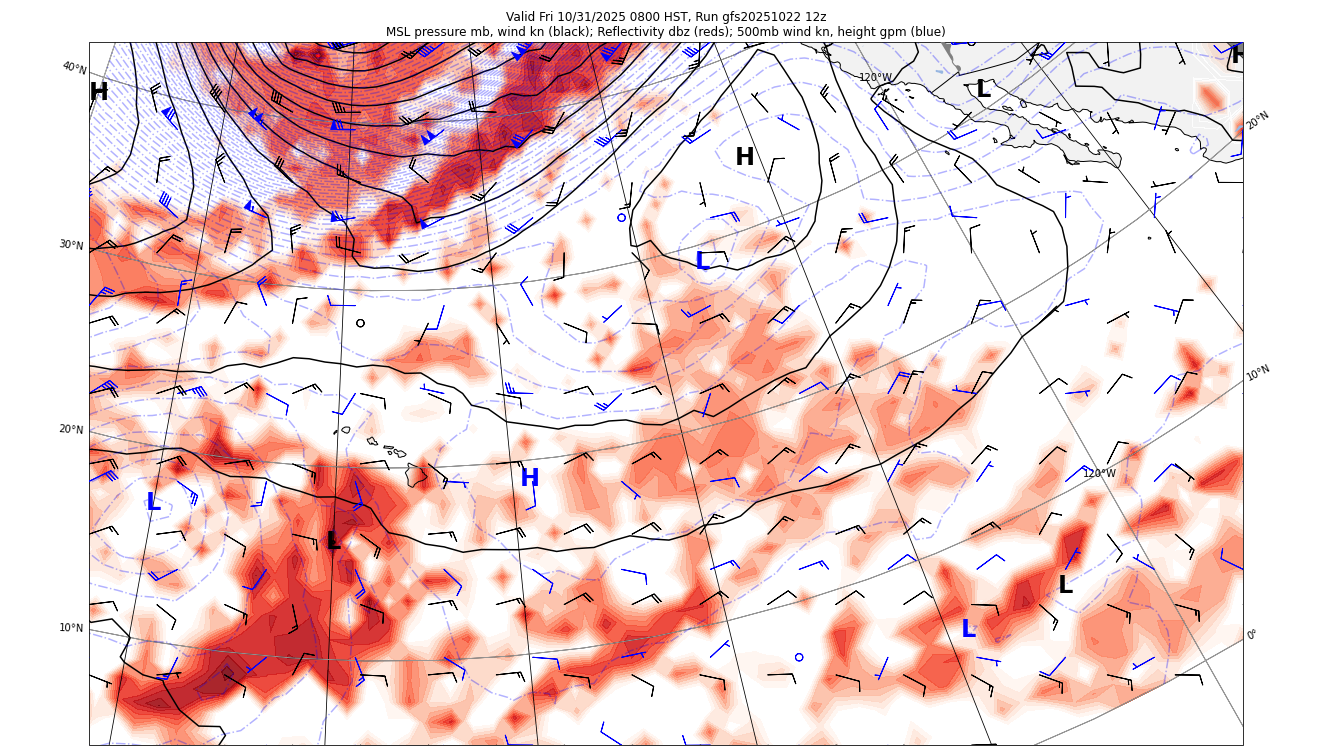 Valid Fri 10/31/2025 0800 HST, Run gfs20251022 12z
MSL pressure mb, wind kn (black); Reflectivity dbz (reds); 500mb wind kn, height gpm (blue)
40°N
H
120°W
L
H
20°N
H
30°N
L
10°N
20°N
H
120°W
L
L
L
10°N
L
0°